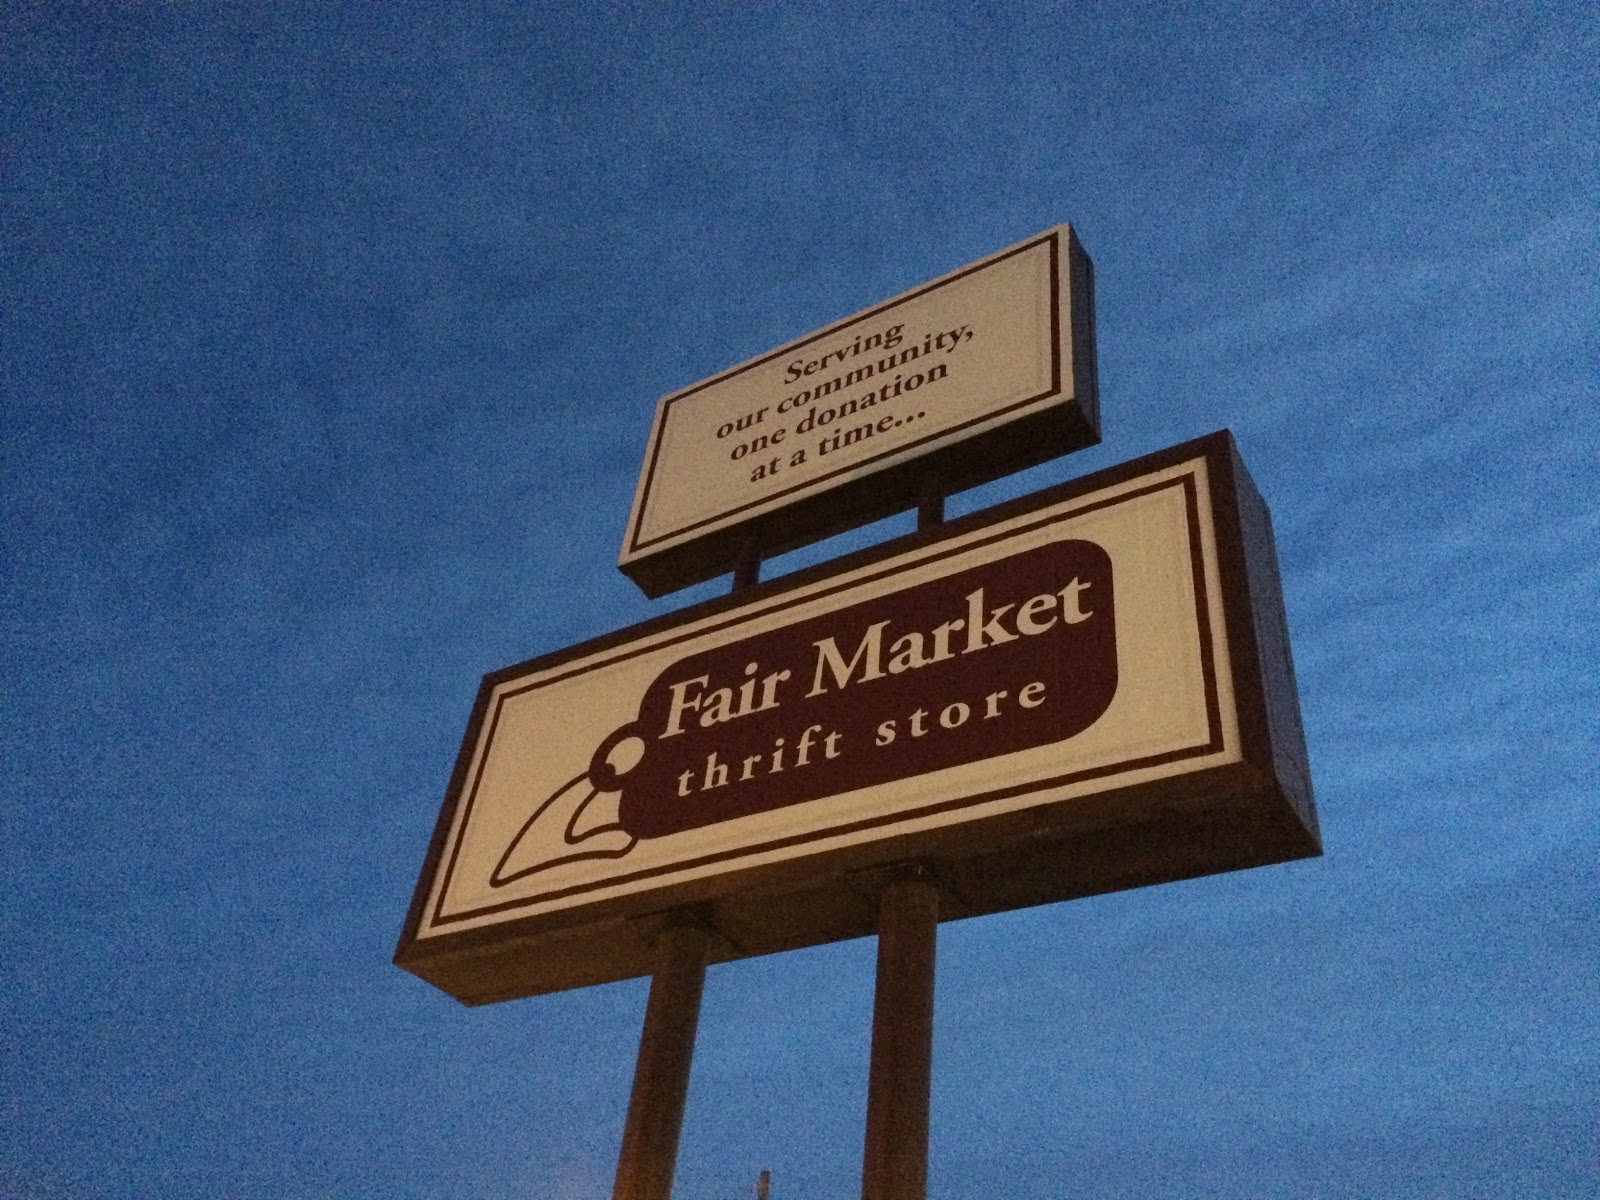 Serving
our community,
one donation
at a time...
Fair Market
thrift store